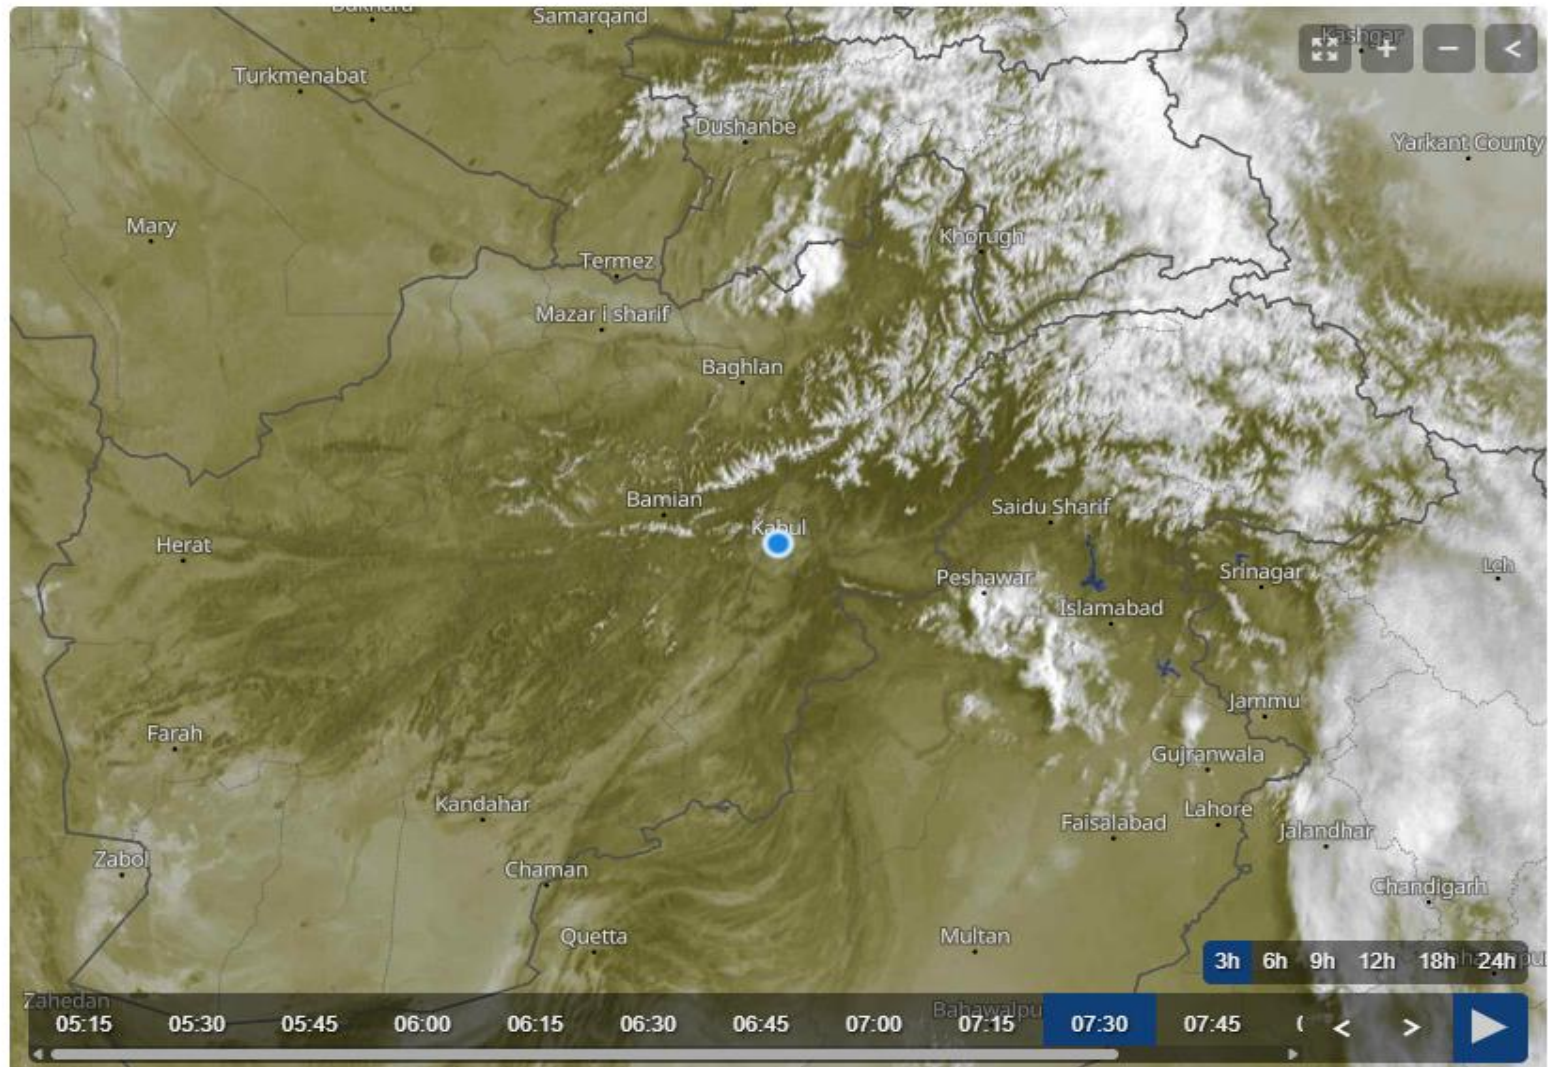 Samarqand
Kashgar
+
−
<
Turkmenabat
Dushanbe
Yarkant County
Mary
Khorugh
Termez
Mazar i sharif
Baghlan
Bamian
Saidu Sharif
Kabul
Herat
Peshawar
Srinagar
Leh
Islamabad
Jammu
Farah
Gujranwala
Kandahar
Faisalabad
Lahore
Jalandhar
Zabol
Chaman
Chandigarh
Quetta
Multan
3h 6h 9h 12h 18h 24h
Zahedan
Bahawalpu
05:15 05:30 05:45 06:00 06:15 06:30 06:45 07:00 07:15 07:30 07:45
< >